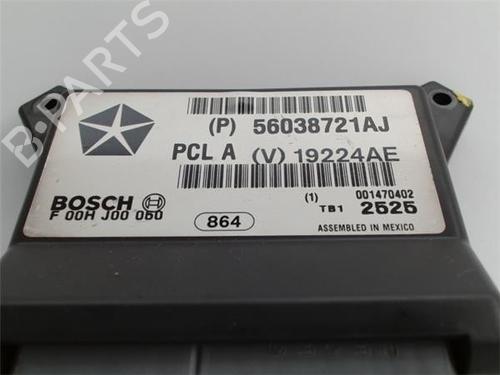 B-PARTS
(P) 56038721AJ
PCL A (V) 19224AE
BOSCH
F 00H J00 060
864
(1) 001470402
TB1 2525
ASSEMBLED IN MEXICO